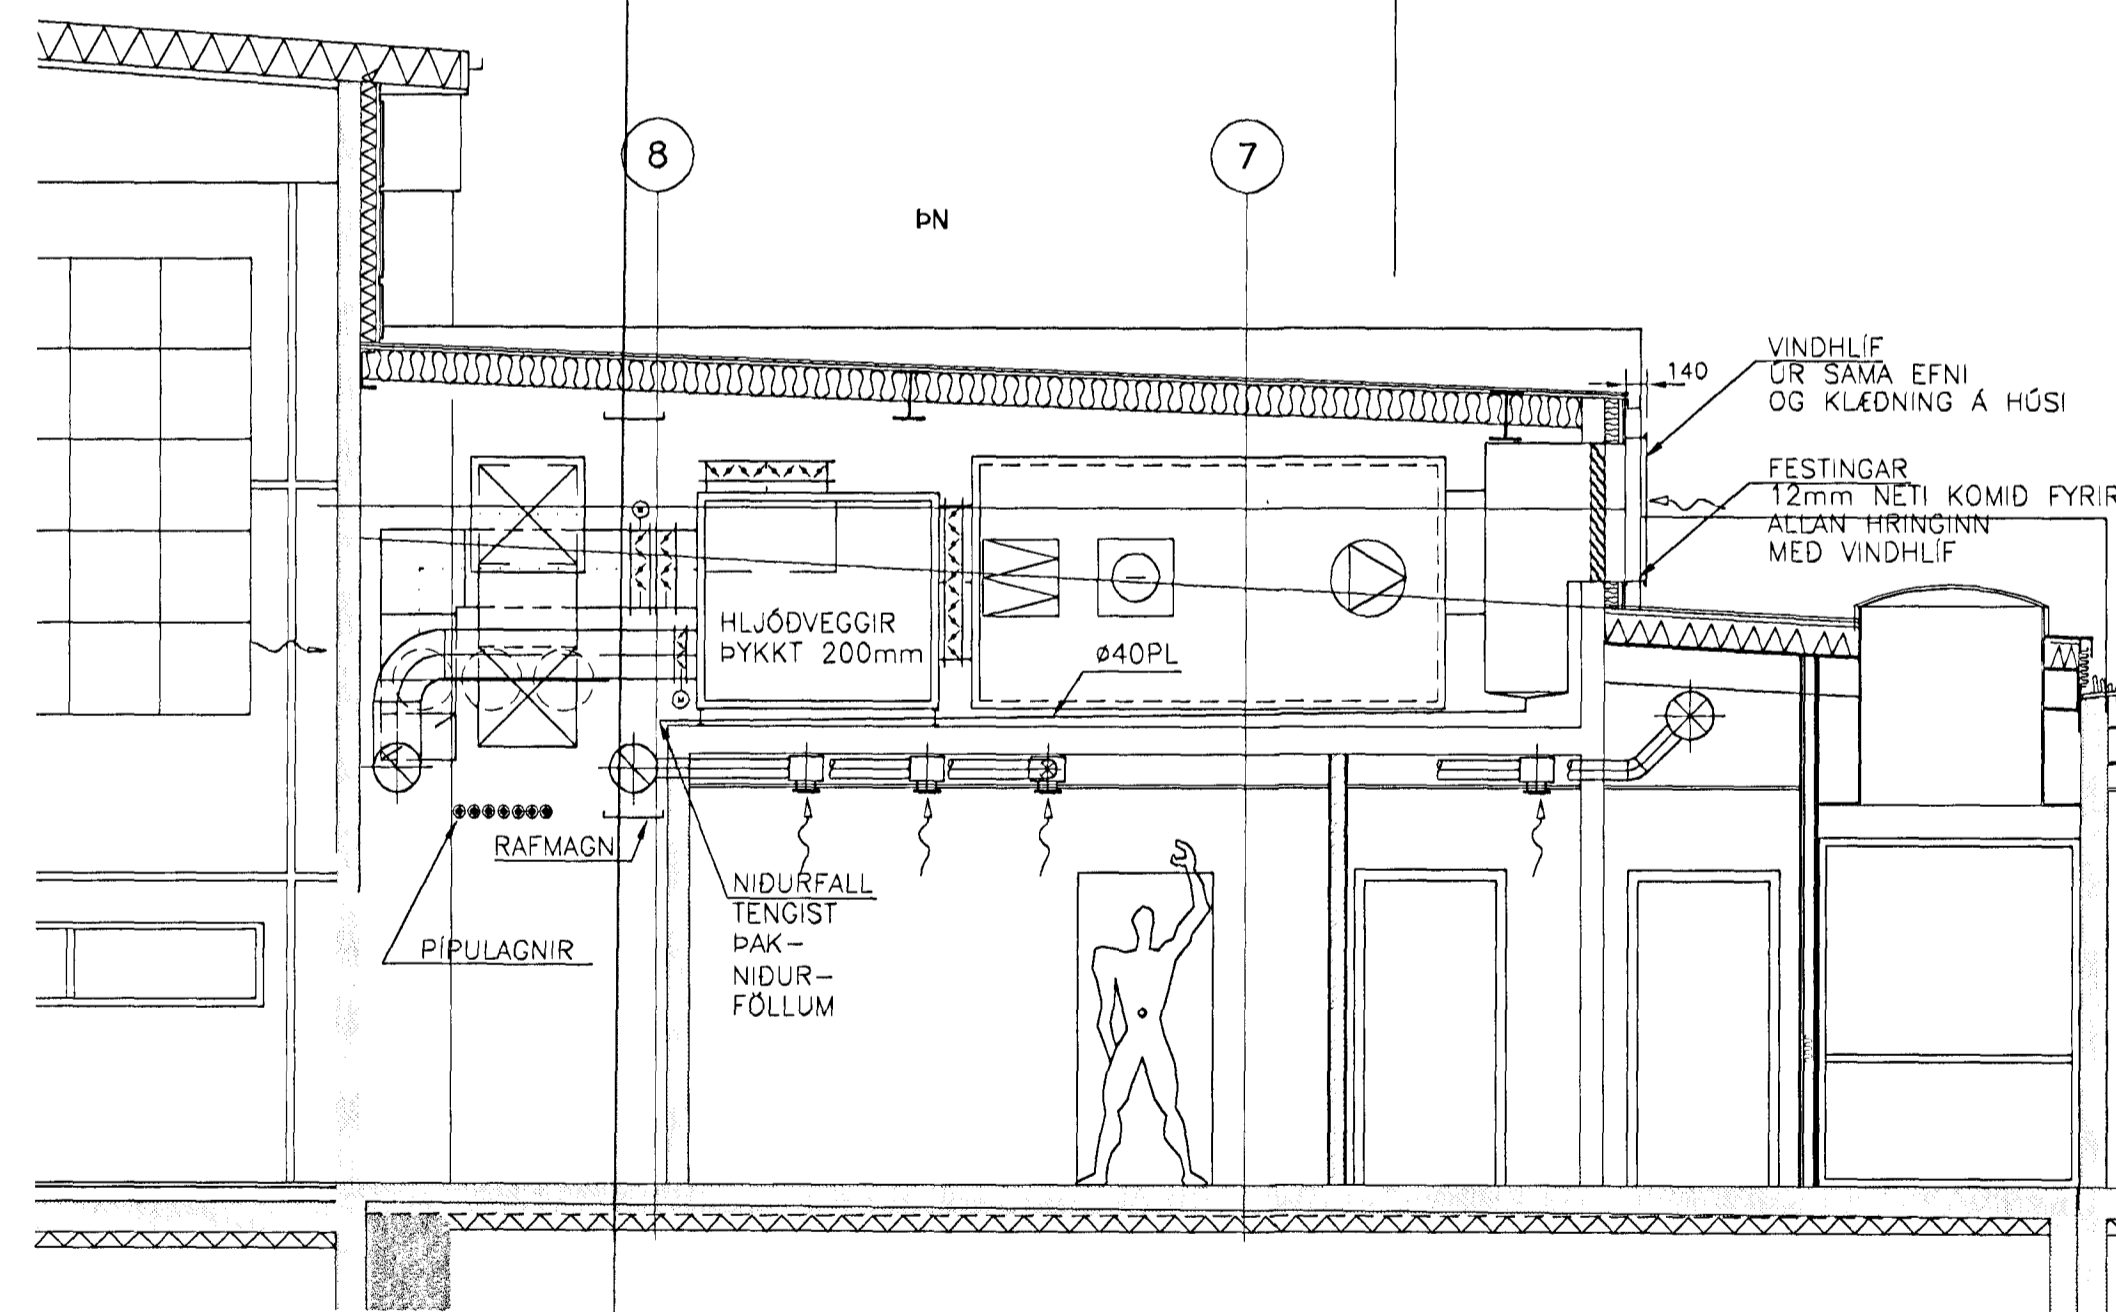 8
7
ÞN
140
VINDHLÍF
ÚR SAMA EFNI
OG KLÆÐNING Á HÚSI
FESTINGAR
12mm NETI KOMIÐ FYRIR
ALLAN HRINGINN
MEÐ VINDHLÍF
HLJÓÐVEGGIR
ÞYKKT 200mm
ø40PL
RAFMAGN
PÍPULAGNIR
NIÐURFALL
TENGIST
ÞAK-
NIÐUR-
FÖLLUM